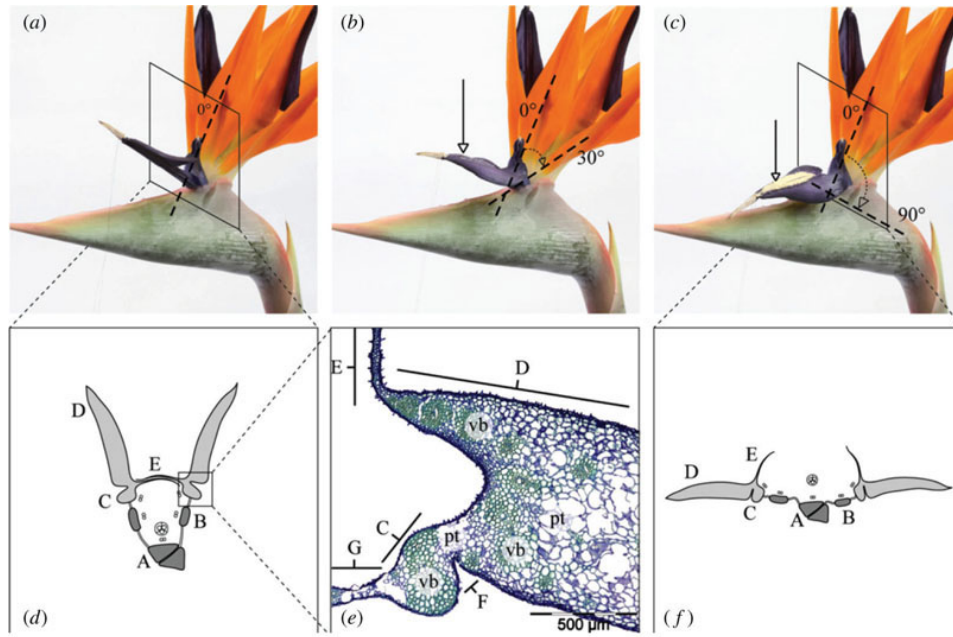 (a) (b) (c)
0° 0° 0°
30°
90°
E D
vb
D E E
D
C C pt pt
B G C A B
A vb vb
F
500 µm
(d) (e) (f)